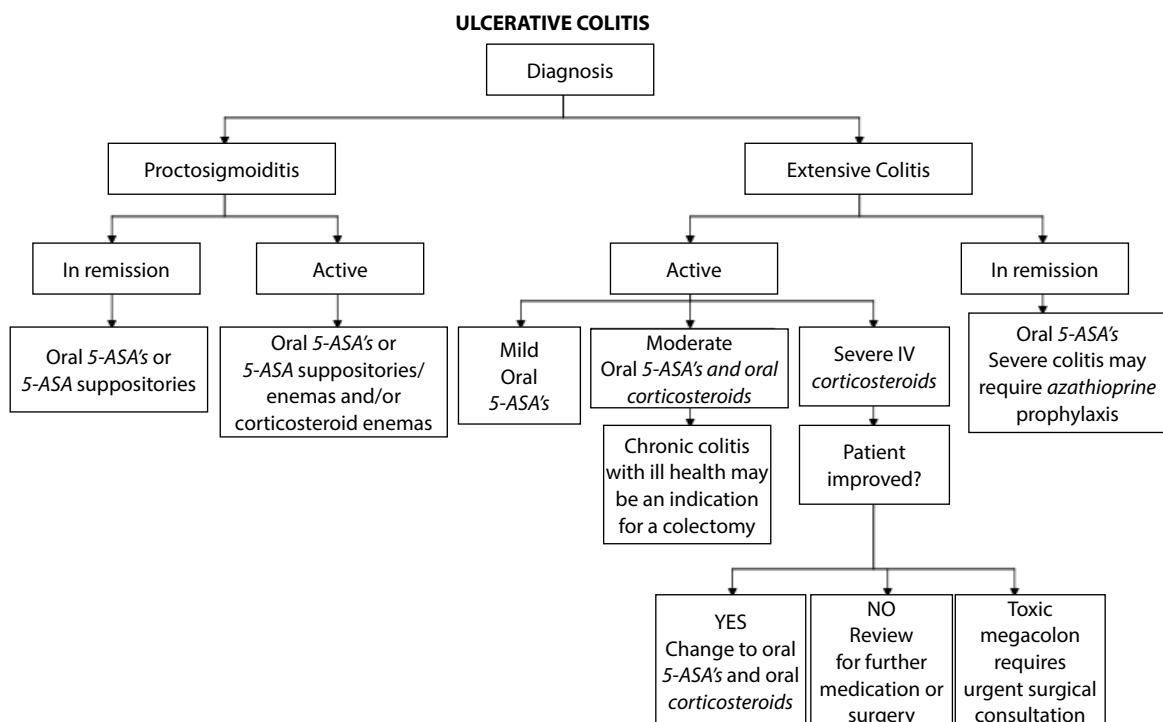 ULCERATIVE COLITIS
Diagnosis
Proctosigmoiditis
Extensive Colitis
In remission
Active
Active
In remission
Oral 5-ASA's or
5-ASA suppositories
Oral 5-ASA's or
5-ASA suppositories/
enemas and/or
corticosteroid enemas
Mild
Oral
5-ASA's
Moderate
Oral 5-ASA's and oral
corticosteroids
Severe IV
corticosteroids
Oral 5-ASA's
Severe colitis may
require azathioprine
prophylaxis
Chronic colitis
with ill health may
be an indication
for a colectomy
Patient
improved?
YES
Change to oral
5-ASA's and oral
corticosteroids
NO
Review
for further
medication or
surgery
Toxic
megacolon
requires
urgent surgical
consultation